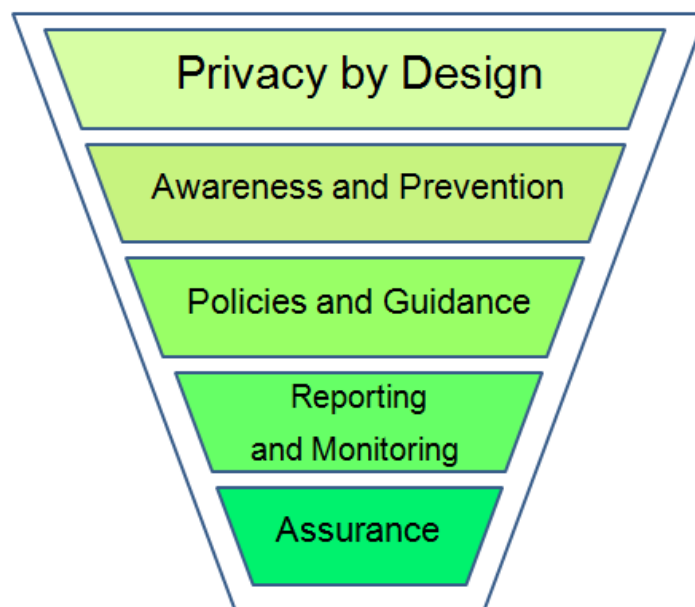 Privacy by Design
Awareness and Prevention
Policies and Guidance
Reporting
and Monitoring
Assurance